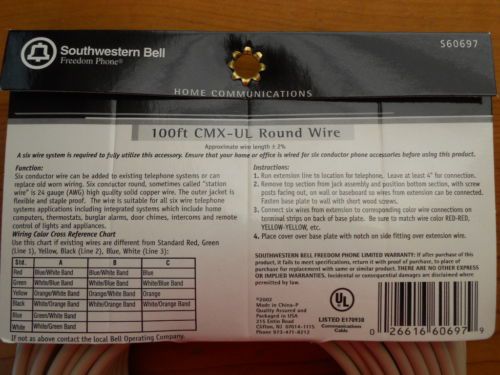 Southwestern Bell
Freedom Phone®
S60697
HOME COMMUNICATIONS
100ft CMX-UL Round Wire
Approximate wire length ± 2%
A six wire system is required to fully utilize this accessory. Ensure that your home or office is wired for six conductor phone accessories before using this product.
Function:
Six conductor wire can be added to existing telephone systems or can
replace old worn wiring. Six conductor round, sometimes called "station
wire" is 24 gauge (AWG) high quality solid copper wire. The outer jacket is
flexible and staple proof. The wire is suitable for all six wire telephone
systems applications including integrated systems which include home
computers, thermostats, burglar alarms, door chimes, intercoms and remote
control of lights and appliances.
Wiring Color Cross Reference Chart
Use this chart if existing wires are different from Standard Red, Green
(Line 1), Yellow, Black (Line 2), Blue, White (Line 3):
Std. A B C
Red Blue/White Band Blue/White Band Blue
Green White/Blue Band White/Blue Band White/Blue Band
Yellow Orange/White Band Orange/White Band Orange
Black White/Orange Band White/Orange Band White/Orange Band
Blue Green/White Band
White White/Green Band
If not as above contact the local Bell Operating Company.
Instructions:
1. Run extension line to location for telephone. Leave at least 4" for connection.
2. Remove top section from jack assembly and position bottom section, with screw
posts facing out, on wall or baseboard so wires from extension can be connected.
Fasten base plate to wall with short wood screws.
3. Connect six wires from extension to corresponding color wire connections on
terminal strips on back of base plate. Be sure to match wire color RED-RED,
YELLOW-YELLOW, etc.
4. Place cover over base plate with notch on side fitting over extension wire.
SOUTHWESTERN BELL FREEDOM PHONE LIMITED WARRANTY: If after purchase of this
product, it fails to meet expectations, return it with proof of purchase, to place of
purchase for replacement with same or similar product. THERE ARE NO OTHER EXPRESS
OR IMPLIED WARRANTIES. Incidental or consequential damages are disclaimed where
permitted by law.
©2002
Made in China-P
Quality Assured and
Packaged in USA
215 Entin Road
Clifton, NJ 07014-1115
Phone 973-471-8212
UL
LISTED E170938
Communications
Cable
0 26616 60697 9